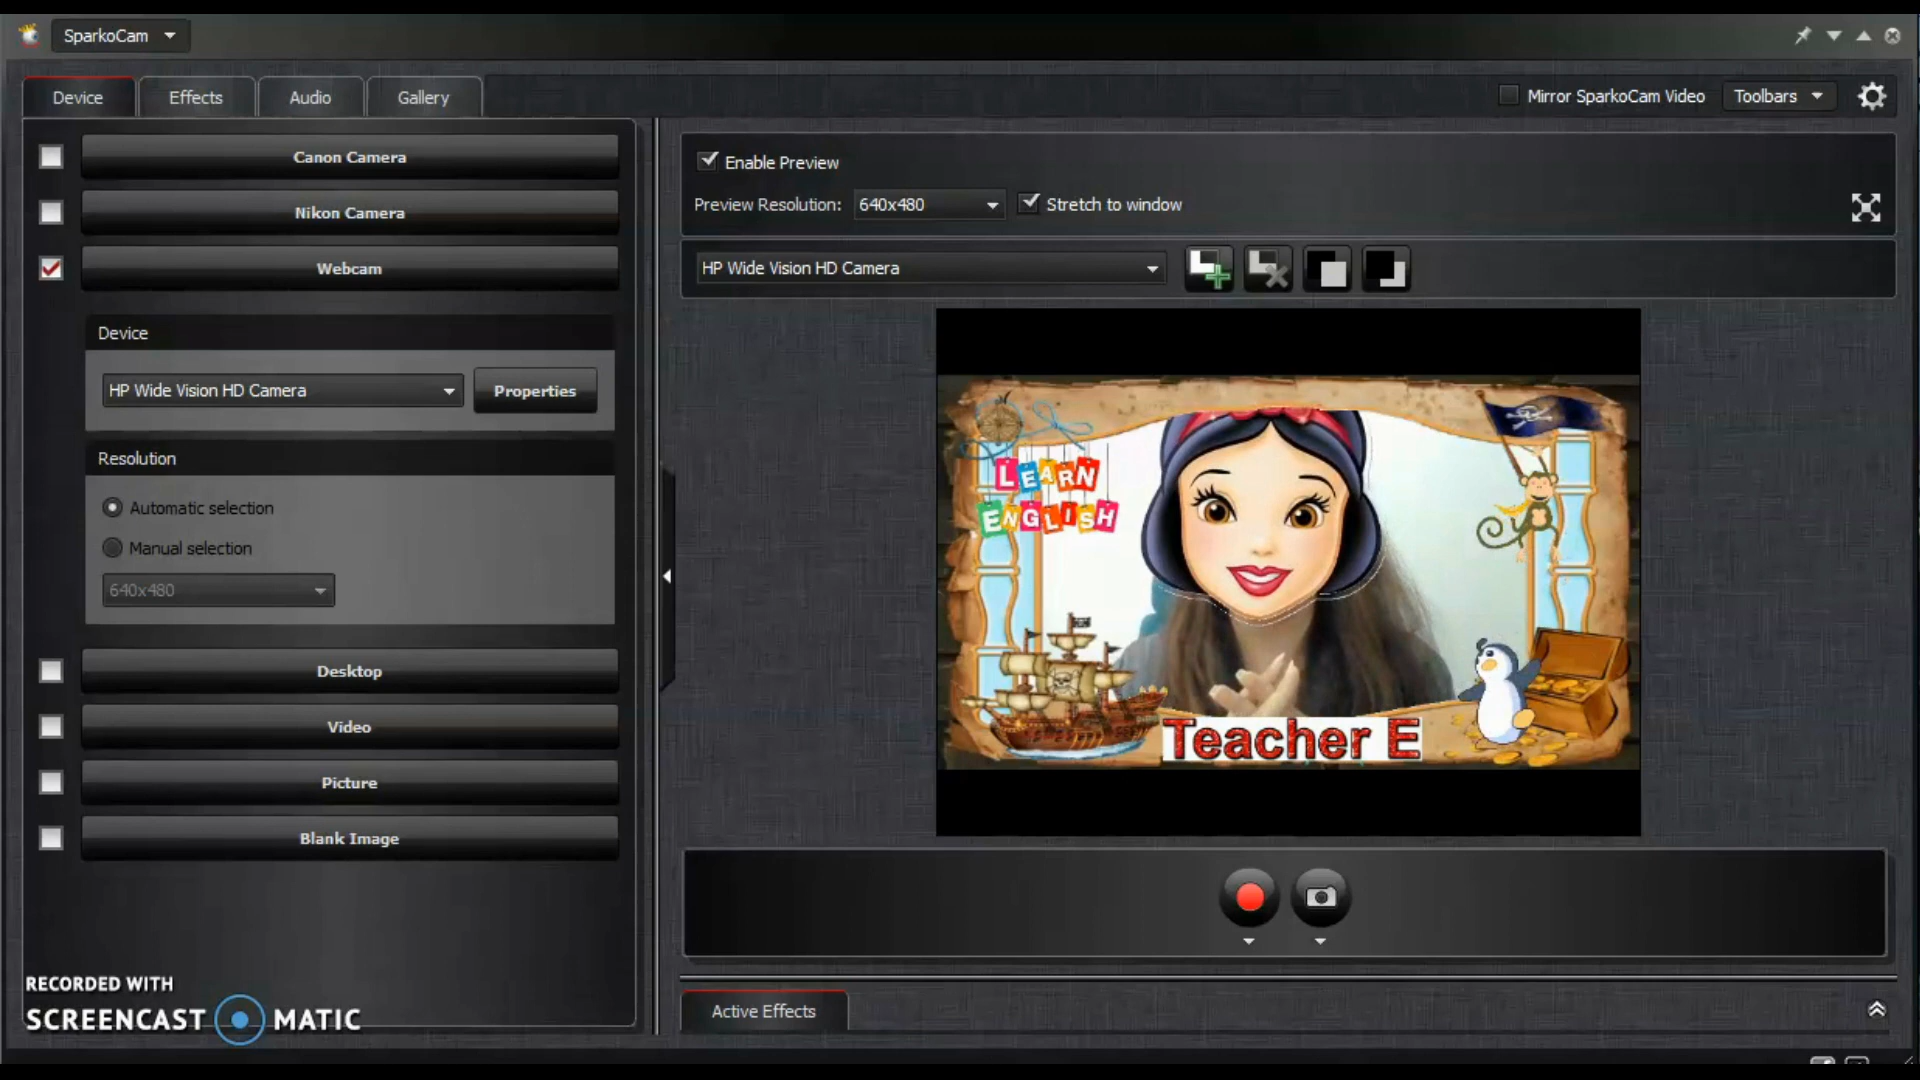 SparkoCam
Device
Effects
Audio
Gallery
Mirror SparkoCam Video
Toolbars
Canon Camera
Nikon Camera
Webcam
Device
HP Wide Vision HD Camera
Properties
Resolution
Automatic selection
Manual selection
640x480
Desktop
Video
Picture
Blank Image
Enable Preview
Preview Resolution:
640x480
Stretch to window
HP Wide Vision HD Camera
LEARN
ENGLISH
Teacher E
Active Effects
RECORDED WITH
SCREENCAST MATIC